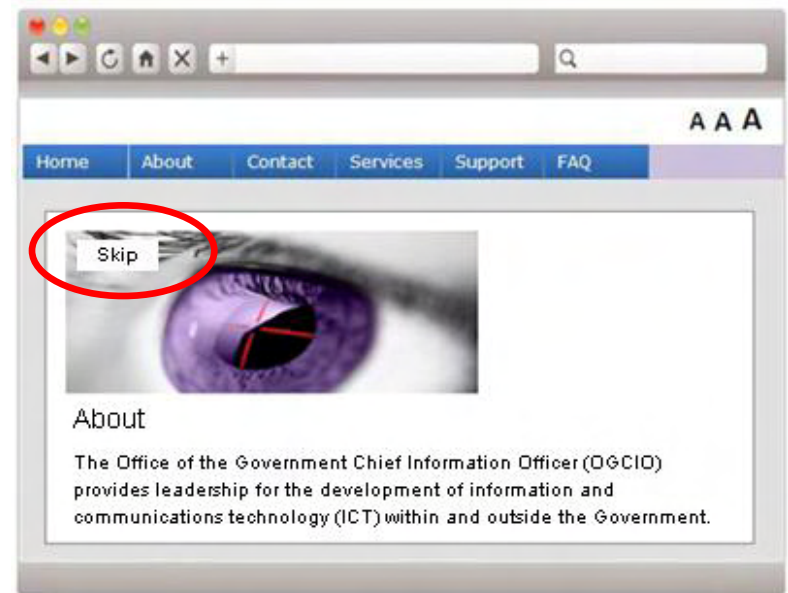 A A A
Home About Contact Services Support FAQ
Skip
About
The Office of the Government Chief Information Officer (OGCIO)
provides leadership for the development of information and
communications technology (ICT) within and outside the Government.